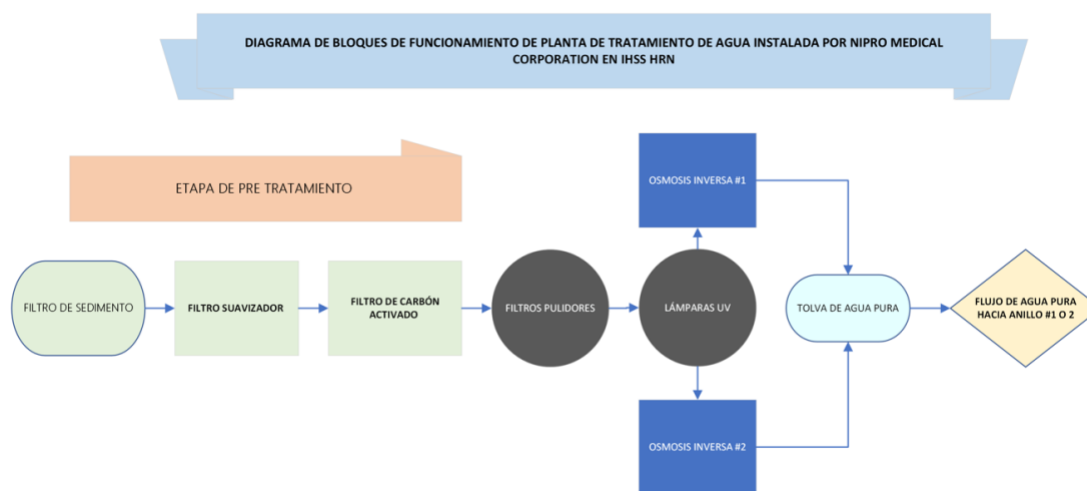 DIAGRAMA DE BLOQUES DE FUNCIONAMIENTO DE PLANTA DE TRATAMIENTO DE AGUA INSTALADA POR NIPRO MEDICAL
CORPORATION EN IHSS HRN
ETAPA DE PRE TRATAMIENTO
OSMOSIS INVERSA #1
FILTRO DE SEDIMENTO
FILTRO SUAVIZADOR
FILTRO DE CARBÓN
ACTIVADO
FILTROS PULIDORES
LÁMPARAS UV
TOLVA DE AGUA PURA
FLUJO DE AGUA PURA
HACIA ANILLO #1 O 2
OSMOSIS INVERSA #2